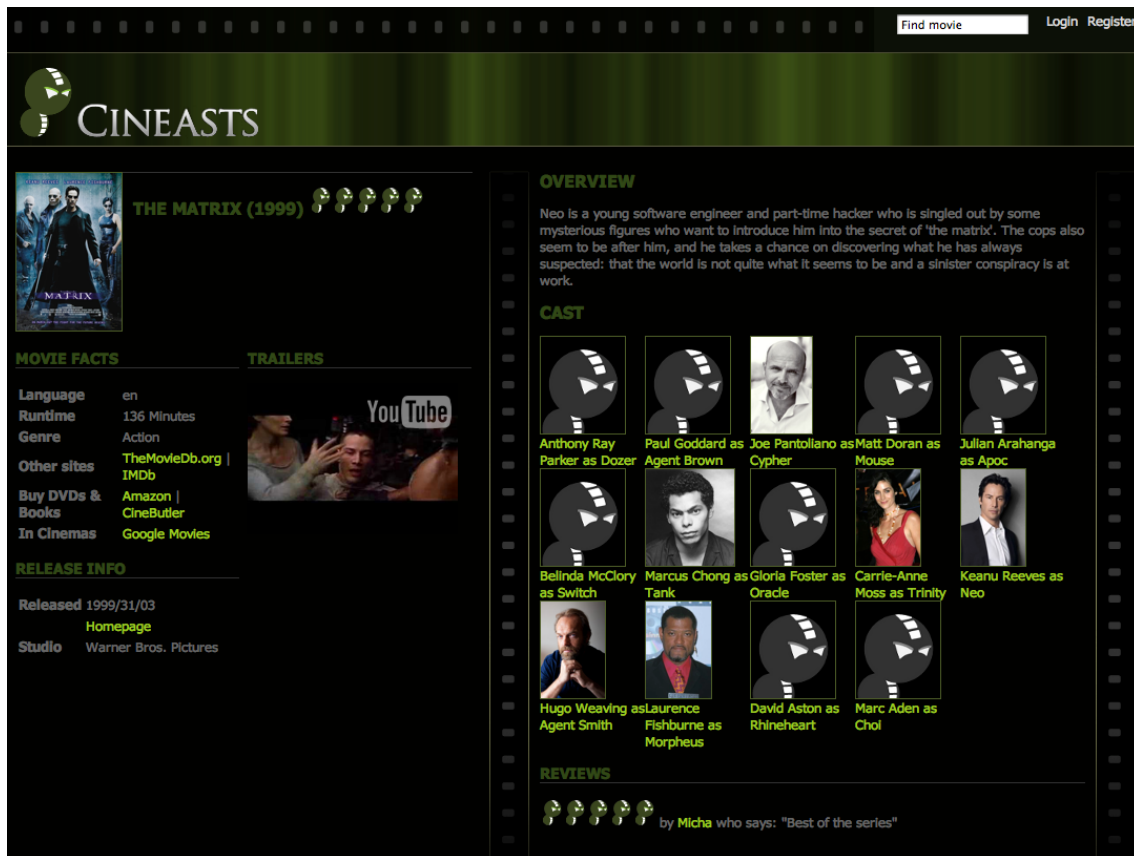 Find movie
Login Register
CINEASTS
THE MATRIX (1999)
MATRIX
MOVIE FACTS
Language en
Runtime 136 Minutes
Genre Action
Other sites TheMovieDb.org |
IMDb
Buy DVDs & Amazon |
Books CineButler
In Cinemas Google Movies
TRAILERS
YouTube
RELEASE INFO
Released 1999/31/03
Homepage
Studio Warner Bros. Pictures
OVERVIEW
Neo is a young software engineer and part-time hacker who is singled out by some
mysterious figures who want to introduce him into the secret of 'the matrix'. The cops also
seem to be after him, and he takes a chance on discovering what he has always
suspected: that the world is not quite what it seems to be and a sinister conspiracy is at
work.
CAST
Anthony Ray
Parker as Dozer
Paul Goddard as
Agent Brown
Joe Pantoliano as
Cypher
Matt Doran as
Mouse
Julian Arahanga
as Apoc
Belinda McClory
as Switch
Marcus Chong as
Tank
Gloria Foster as
Oracle
Carrie-Anne
Moss as Trinity
Keanu Reeves as
Neo
Hugo Weaving as
Agent Smith
Laurence
Fishburne as
Morpheus
David Aston as
Rhineheart
Marc Aden as
Choi
REVIEWS
by Micha who says: "Best of the series"